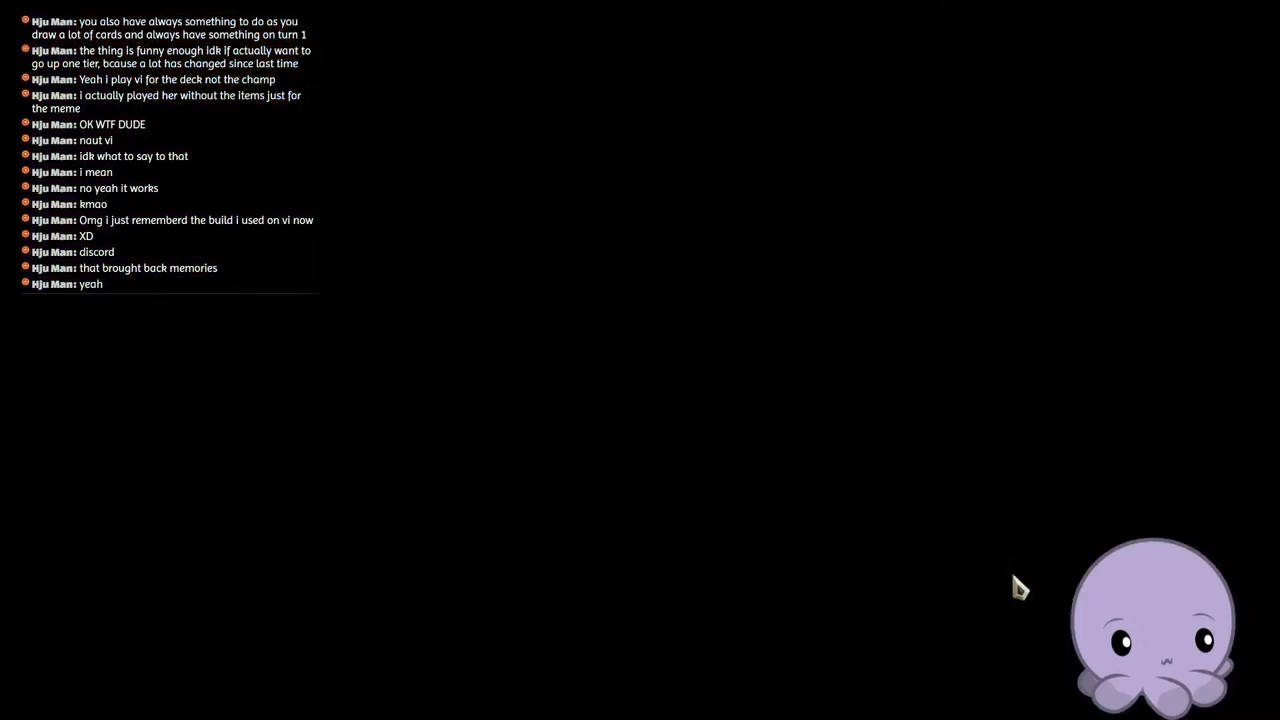 Hju Man: you also have always something to do as you
draw a lot of cards and always have something on turn 1
Hju Man: the thing is funny enough idk if actually want to
go up one tier, bcause a lot has changed since last time
Hju Man: Yeah i play vi for the deck not the champ
Hju Man: i actually played her without the items just for
the meme
Hju Man: OK WTF DUDE
Hju Man: naut vi
Hju Man: idk what to say to that
Hju Man: i mean
Hju Man: no yeah it works
Hju Man: kmao
Hju Man: Omg i just rememberd the build i used on vi now
Hju Man: XD
Hju Man: discord
Hju Man: that brought back memories
Hju Man: yeah